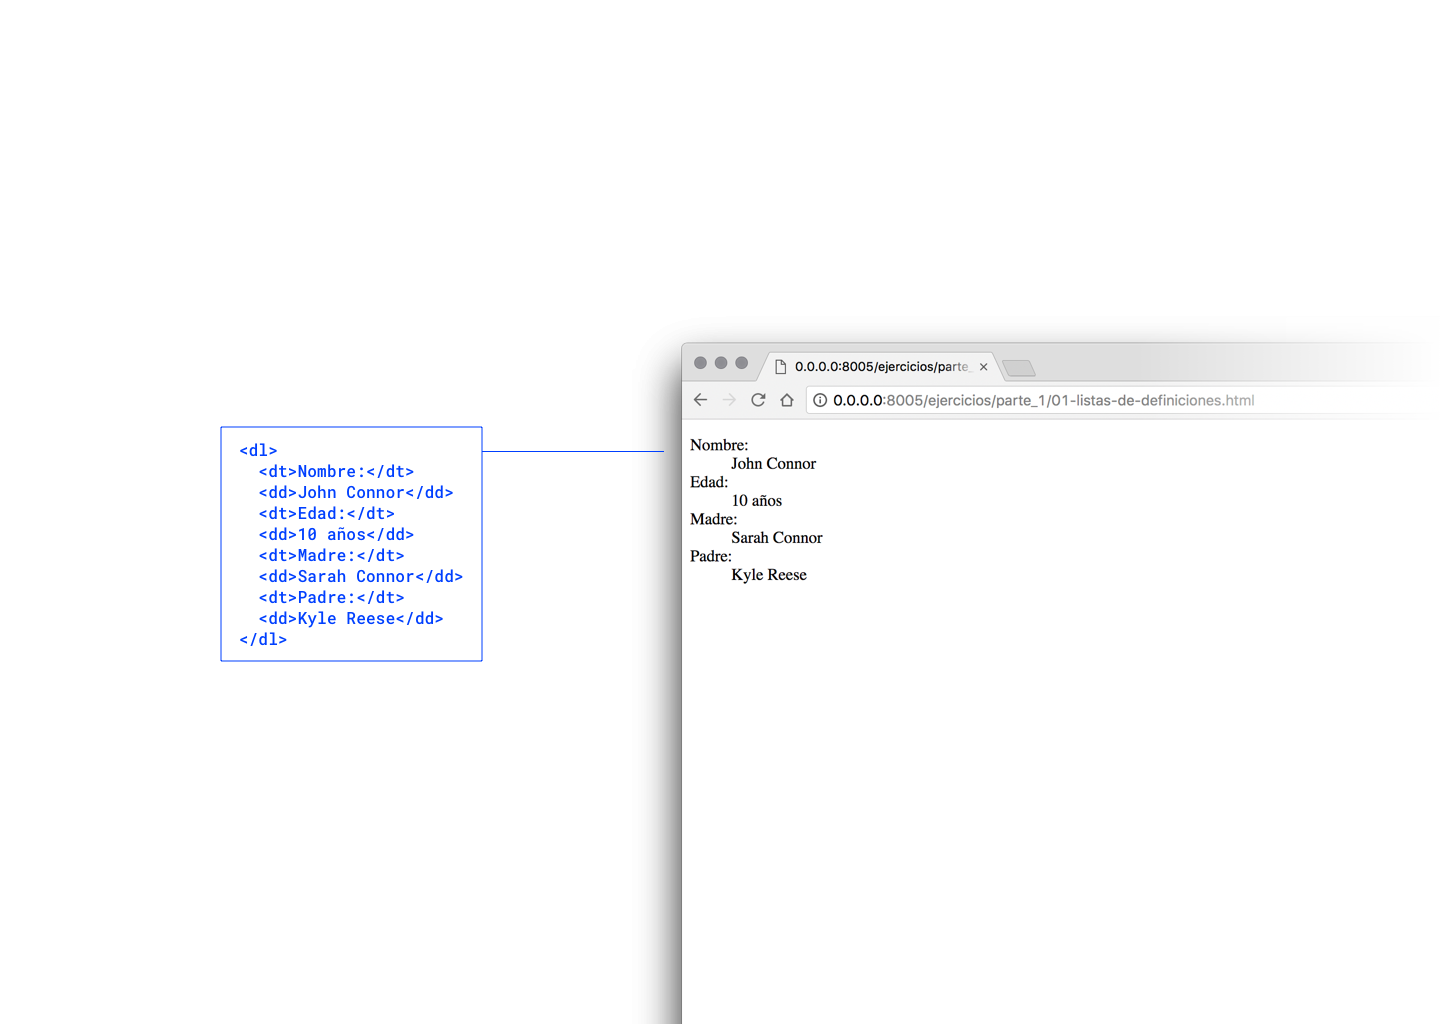 <dl>
<dt>Nombre:</dt>
<dd>John Connor</dd>
<dt>Edad:</dt>
<dd>10 años</dd>
<dt>Madre:</dt>
<dd>Sarah Connor</dd>
<dt>Padre:</dt>
<dd>Kyle Reese</dd>
</dl>
0.0.0.0:8005/ejercicios/parte_
0.0.0.0:8005/ejercicios/parte_1/01-listas-de-definiciones.html
Nombre:
John Connor
Edad:
10 años
Madre:
Sarah Connor
Padre:
Kyle Reese